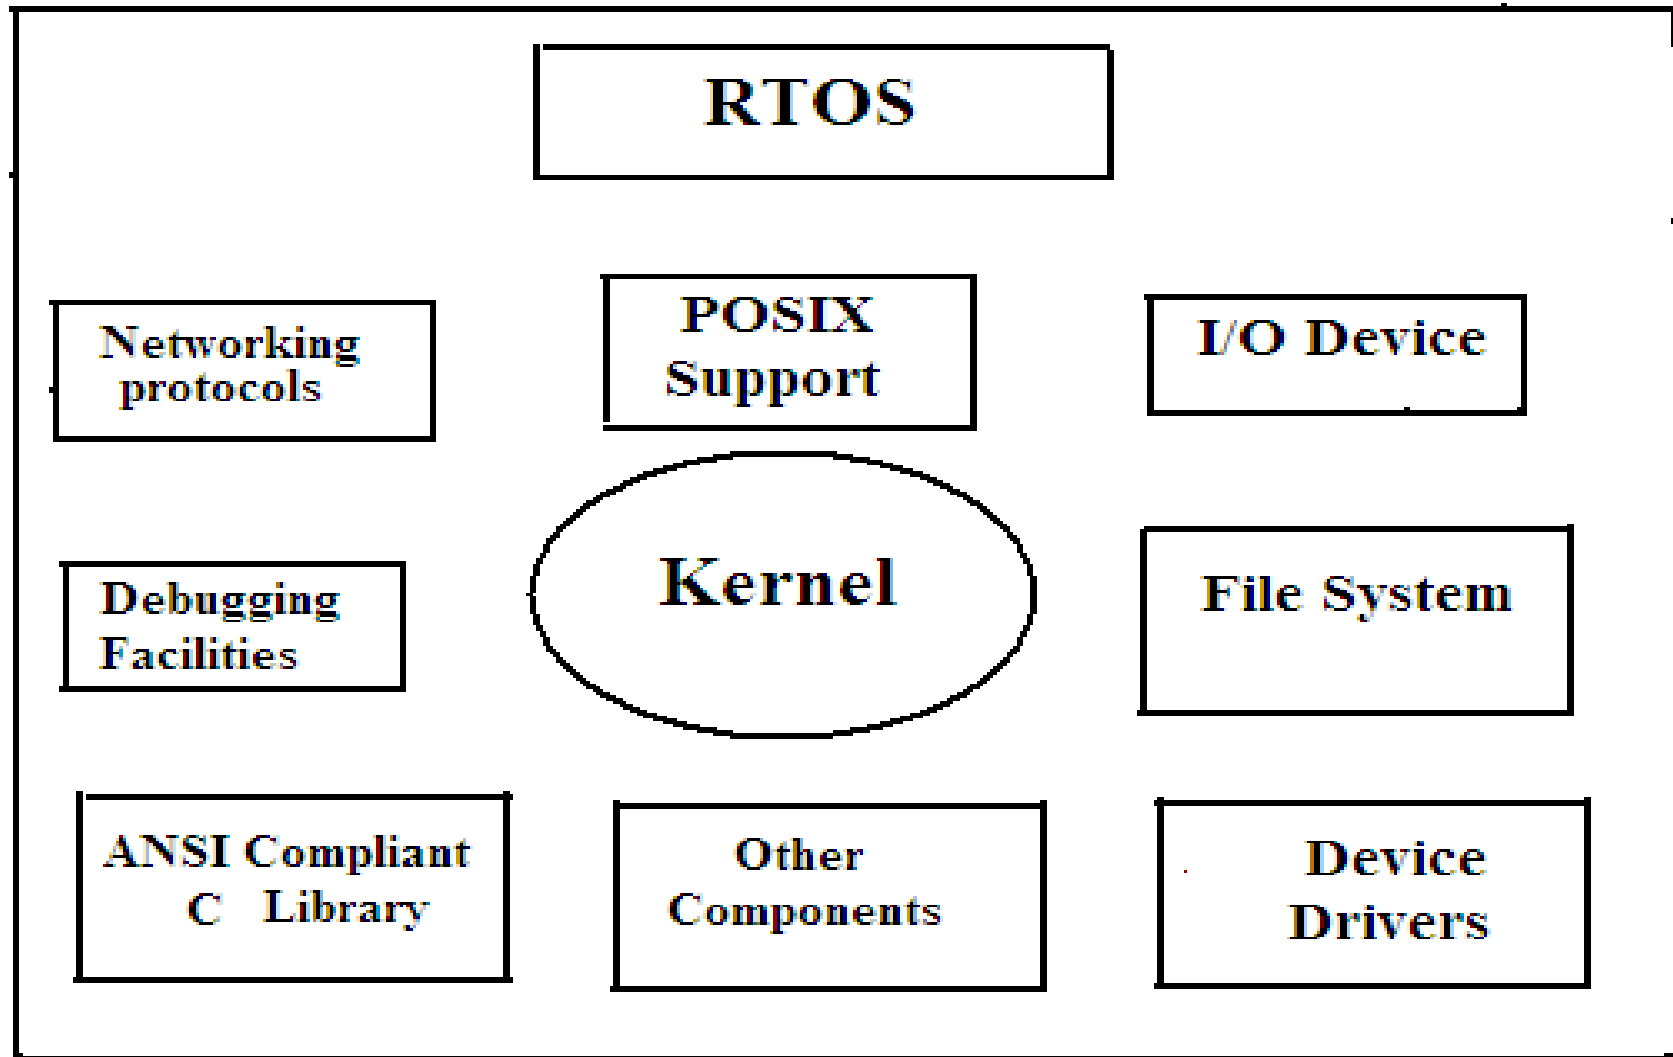 RTOS
Networking
protocols
POSIX
Support
I/O Device
Debugging
Facilities
Kernel
File System
ANSI Compliant
C Library
Other
Components
Device
Drivers